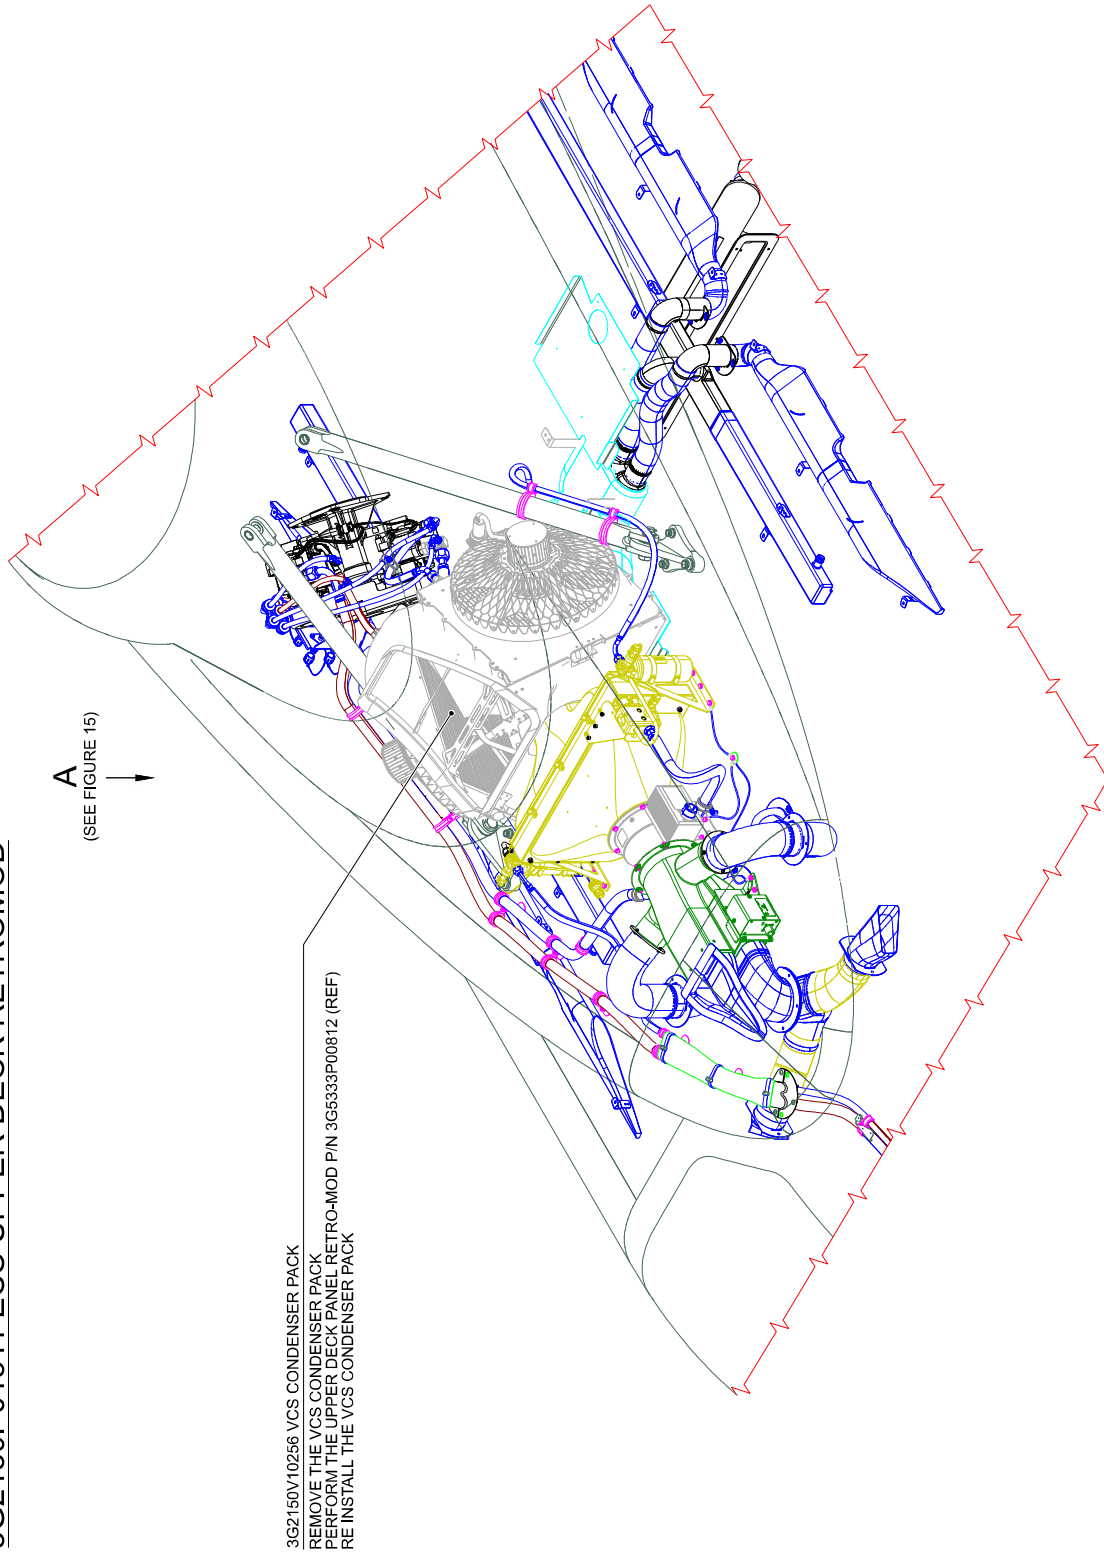 A
(SEE FIGURE 15)
3G2150V10256 VCS CONDENSER PACK
REMOVE THE VCS CONDENSER PACK
PERFORM THE UPPER DECK PANEL RETRO-MOD P/N 3G5333P00812 (REF)
RE INSTALL THE VCS CONDENSER PACK